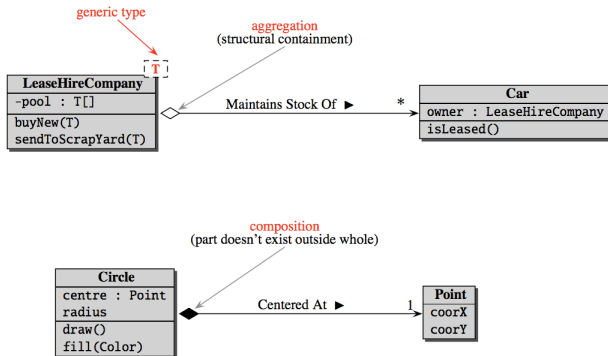 generic type
aggregation
(structural containment)
T
LeaseHireCompany
-pool : T[]
buyNew(T)
sendToScrapYard(T)
Maintains Stock Of ►
*
Car
owner : LeaseHireCompany
isLeased()
composition
(part doesn't exist outside whole)
Circle
centre : Point
radius
draw()
fill(Color)
Centered At ►
1
Point
coorX
coorY